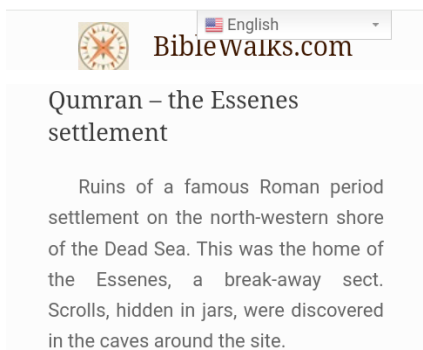 English
BibleWalks.com
Qumran – the Essenes
settlement
Ruins of a famous Roman period
settlement on the north-western shore
of the Dead Sea. This was the home of
the Essenes, a break-away sect.
Scrolls, hidden in jars, were discovered
in the caves around the site.